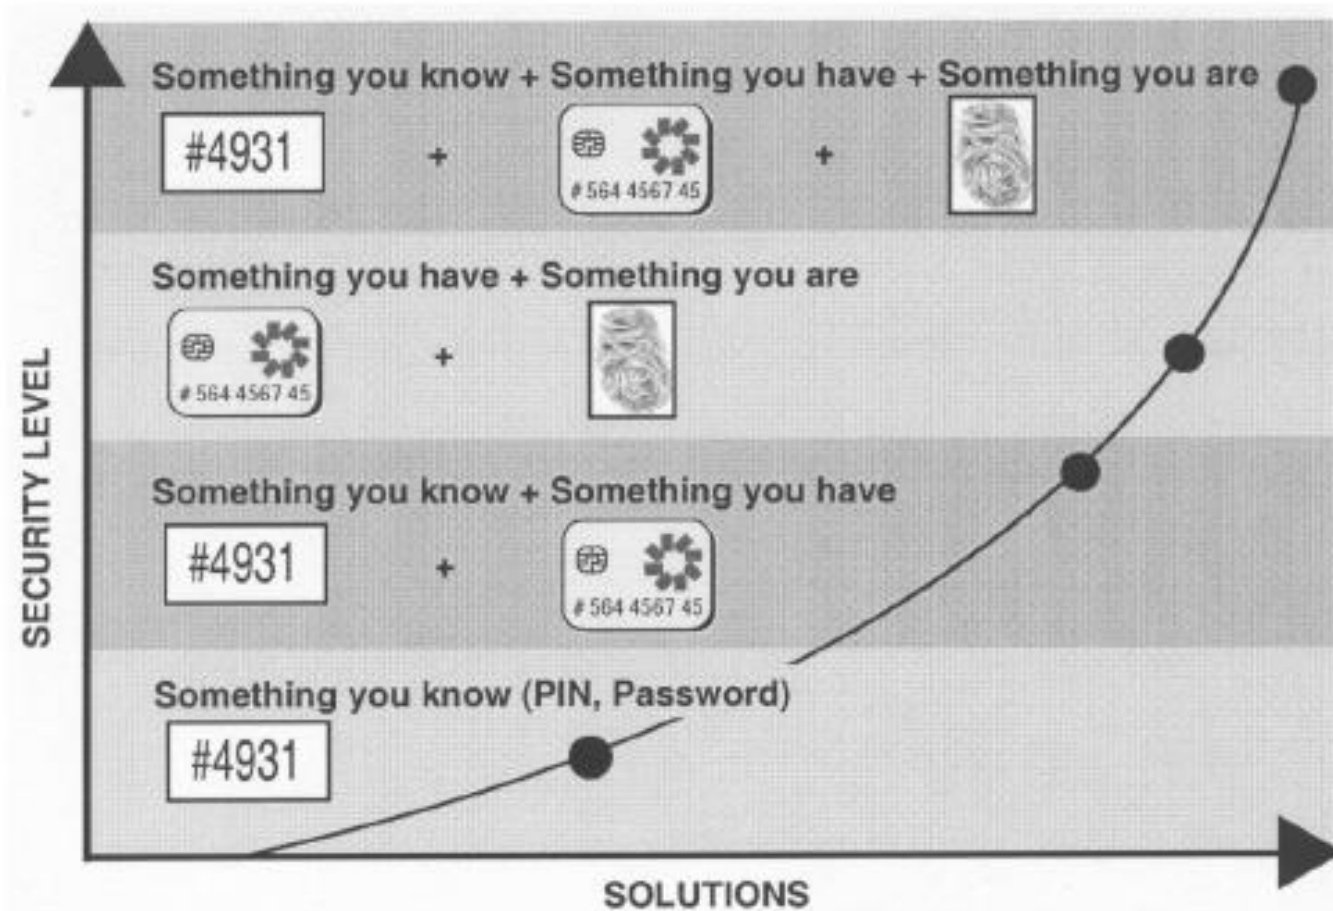 Something you know + Something you have + Something you are
#4931 + # 564 4567 45 +
Something you have + Something you are
# 564 4567 45 +
Something you know + Something you have
#4931 + # 564 4567 45
Something you know (PIN, Password)
#4931
SECURITY LEVEL
SOLUTIONS